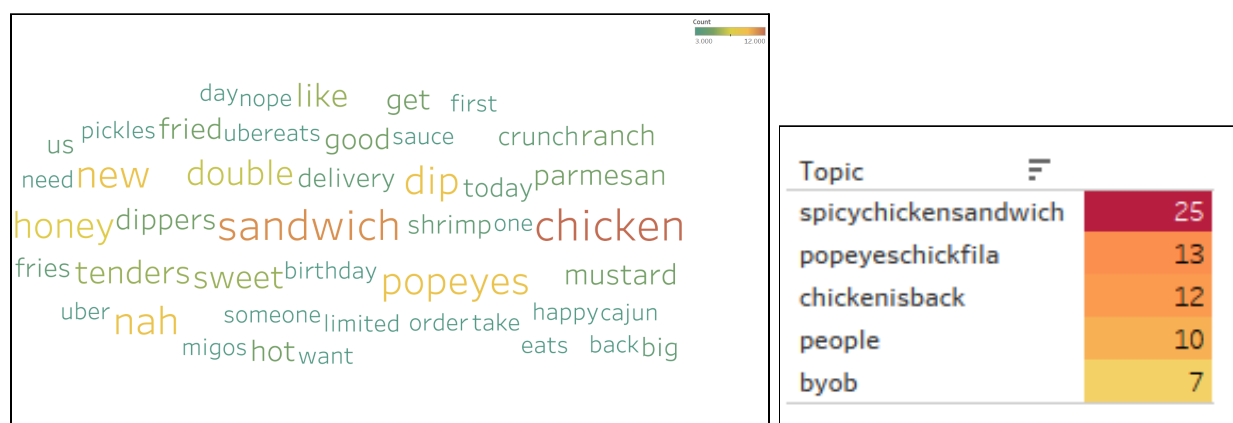 Count
3.000 12.000
day nope like get first
us pickles fried ubereats good sauce crunch ranch
need new double delivery dip today parmesan
honey dippers sandwich shrimp one chicken
fries tenders sweet birthday popeyes mustard
uber nah someone limited order take happy cajun
migos hot want eats back big
Topic
spicychickensandwich 25
popeyeschickfila 13
chickenisback 12
people 10
byob 7